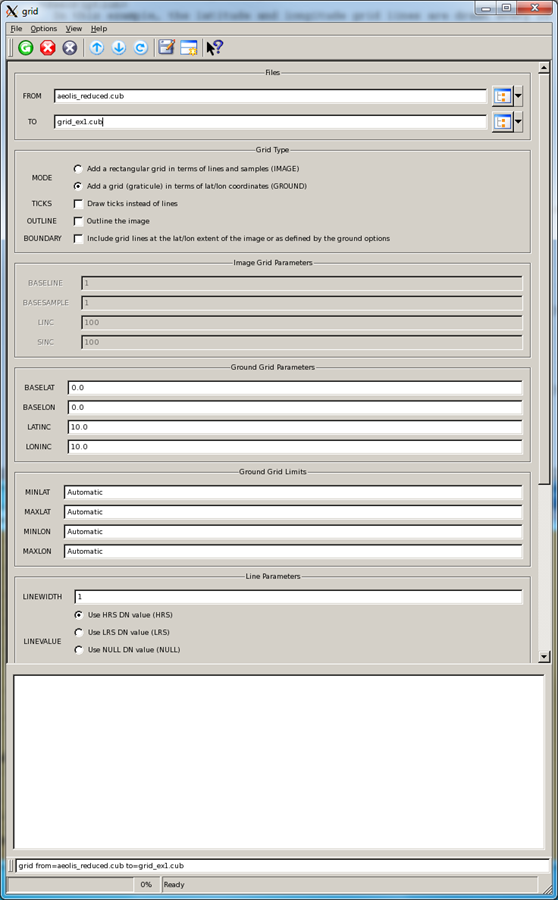 grid
File Options View Help
Files
FROM aeolis_reduced.cub
TO grid_ex1.cub
Grid Type
MODE
Add a rectangular grid in terms of lines and samples (IMAGE)
Add a grid (graticule) in terms of lat/lon coordinates (GROUND)
TICKS Draw ticks instead of lines
OUTLINE Outline the image
BOUNDARY Include grid lines at the lat/lon extent of the image or as defined by the ground options
Image Grid Parameters
BASELINE 1
BASESAMPLE 1
LINC 100
SINC 100
Ground Grid Parameters
BASELAT 0.0
BASELON 0.0
LATINC 10.0
LONINC 10.0
Ground Grid Limits
MINLAT Automatic
MAXLAT Automatic
MINLON Automatic
MAXLON Automatic
Line Parameters
LINEWIDTH 1
Use HRS DN value (HRS)
Use LRS DN value (LRS)
LINEVALUE
Use NULL DN value (NULL)
grid from=aeolis_reduced.cub to=grid_ex1.cub
0% Ready